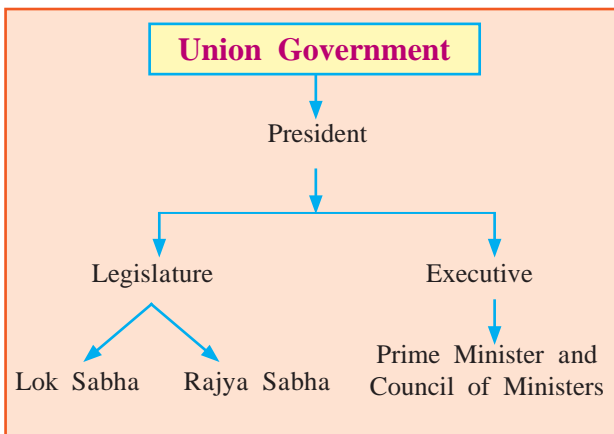 Union Government
President
Legislature
Executive
Lok Sabha
Rajya Sabha
Prime Minister and
Council of Ministers